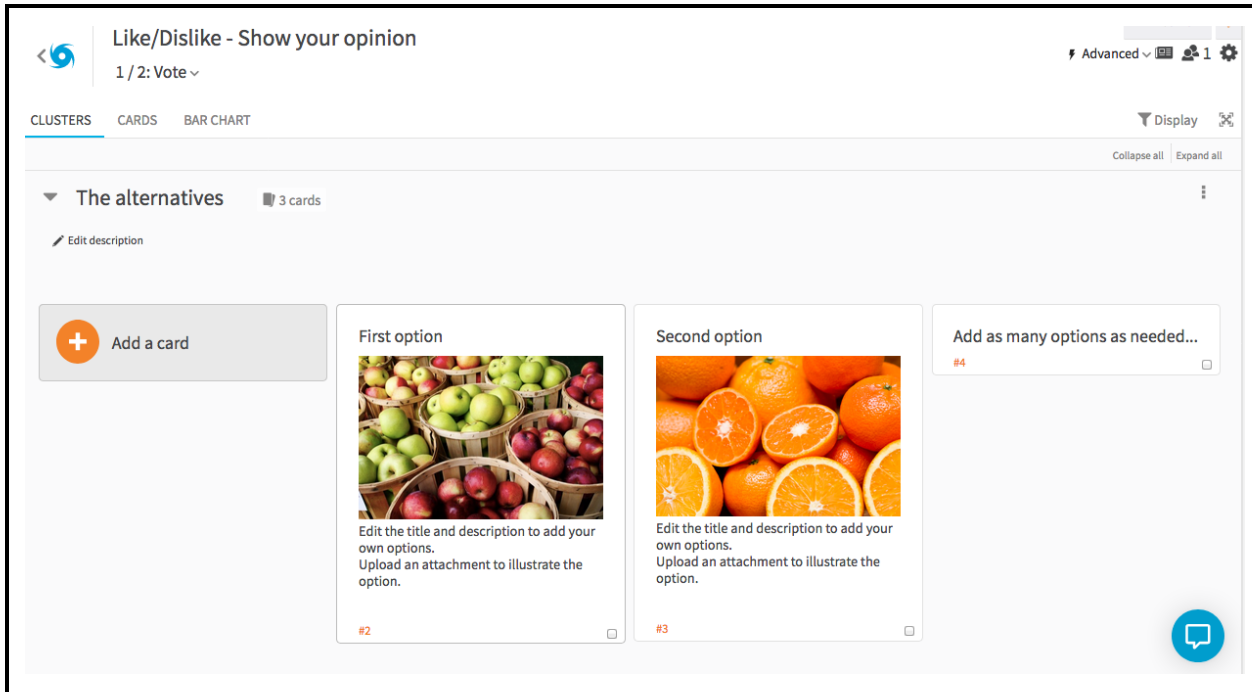 Like/Dislike - Show your opinion
1 / 2: Vote
Advanced
1
CLUSTERS CARDS BAR CHART
Display
Collapse all Expand all
The alternatives
3 cards
Edit description
Add a card
First option
Edit the title and description to add your
own options.
Upload an attachment to illustrate the
option.
#2
Second option
Edit the title and description to add your
own options.
Upload an attachment to illustrate the
option.
#3
Add as many options as needed...
#4